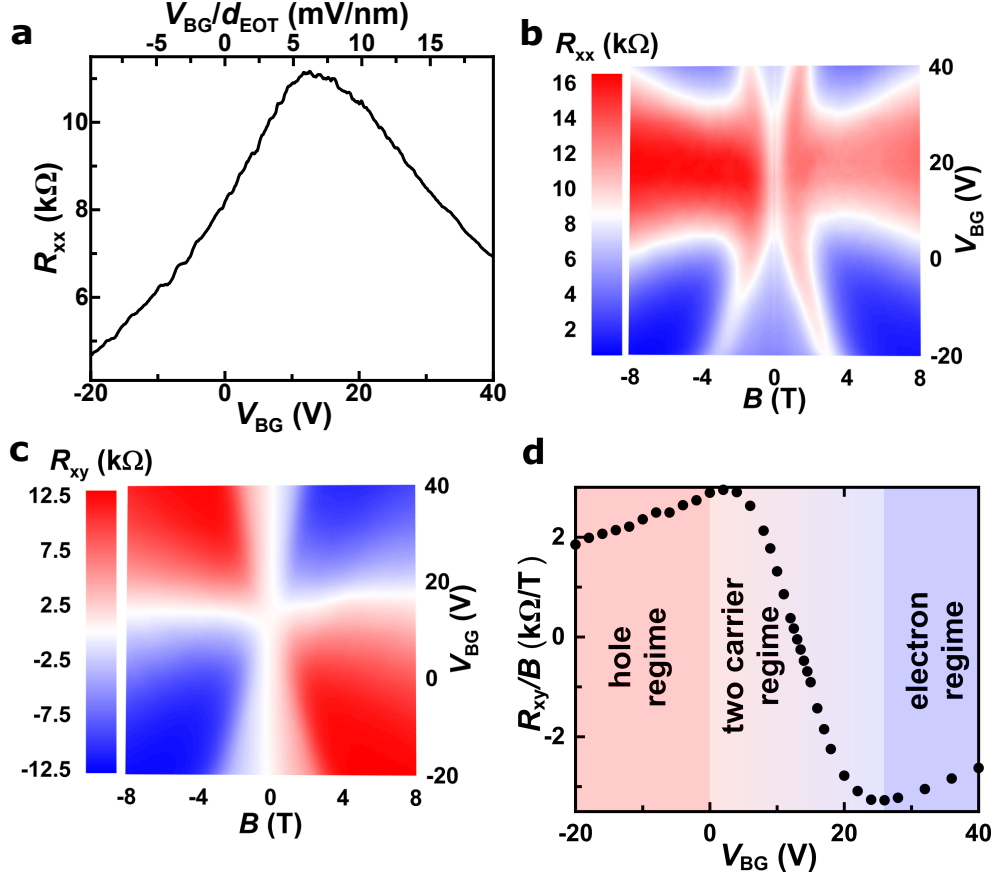 a
V_BG/d_EOT (mV/nm)
-5 0 5 10 15
R_xx (kΩ)
10
8
6
-20 0 20 40
V_BG (V)
b
R_xx (kΩ)
16
14
12
10
8
6
4
2
40
20
0
-20
V_BG (V)
-8 -4 0 4 8
B (T)
c
R_xy (kΩ)
12.5
7.5
2.5
-2.5
-7.5
-12.5
40
20
0
-20
V_BG (V)
-8 -4 0 4 8
B (T)
d
R_xy/B (kΩ/T)
2
0
-2
hole
regime
two carrier
regime
electron
regime
-20 0 20 40
V_BG (V)